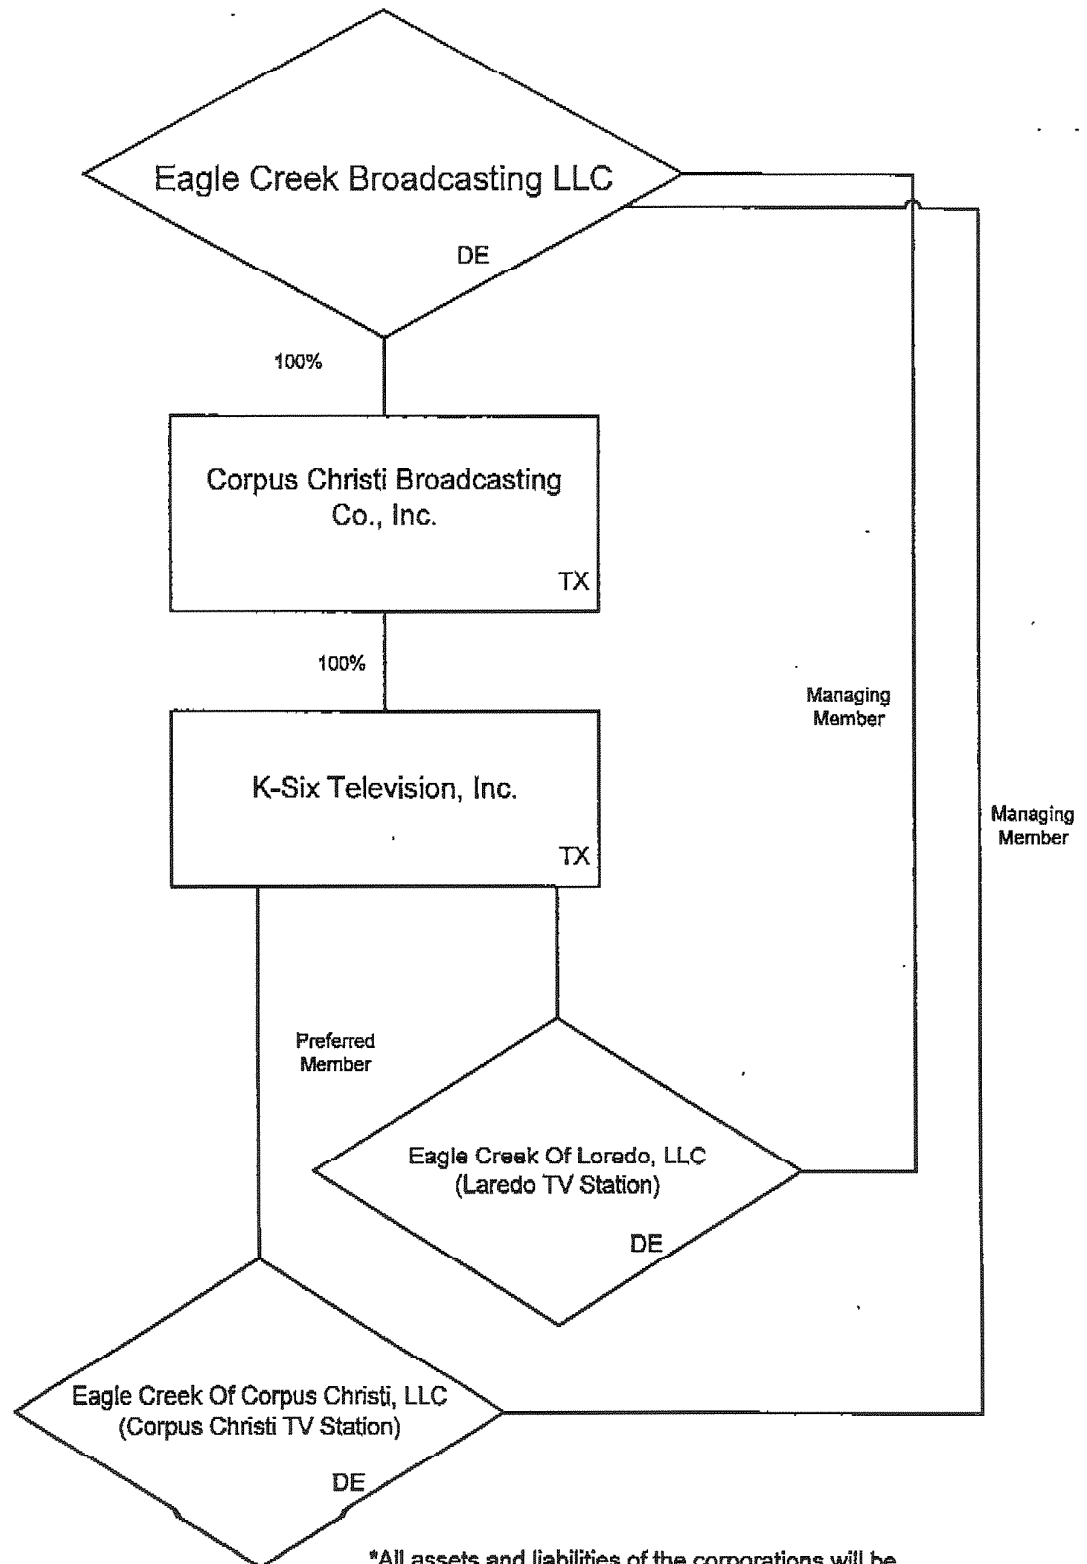 Eagle Creek Broadcasting LLC
DE
100%
Corpus Christi Broadcasting
Co., Inc.
TX
100%
K-Six Television, Inc.
TX
Managing
Member
Managing
Member
Preferred
Member
Eagle Creek Of Loredo, LLC
(Laredo TV Station)
DE
Eagle Creek Of Corpus Christi, LLC
(Corpus Christi TV Station)
DE
*All assets and liabilities of the corporations will be